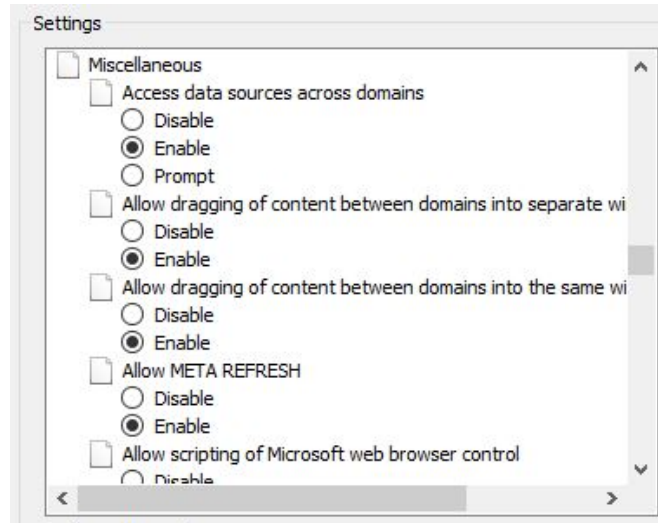 Settings
Miscellaneous
Access data sources across domains
Disable
Enable
Prompt
Allow dragging of content between domains into separate wi
Disable
Enable
Allow dragging of content between domains into the same wi
Disable
Enable
Allow META REFRESH
Disable
Enable
Allow scripting of Microsoft web browser control
Disable